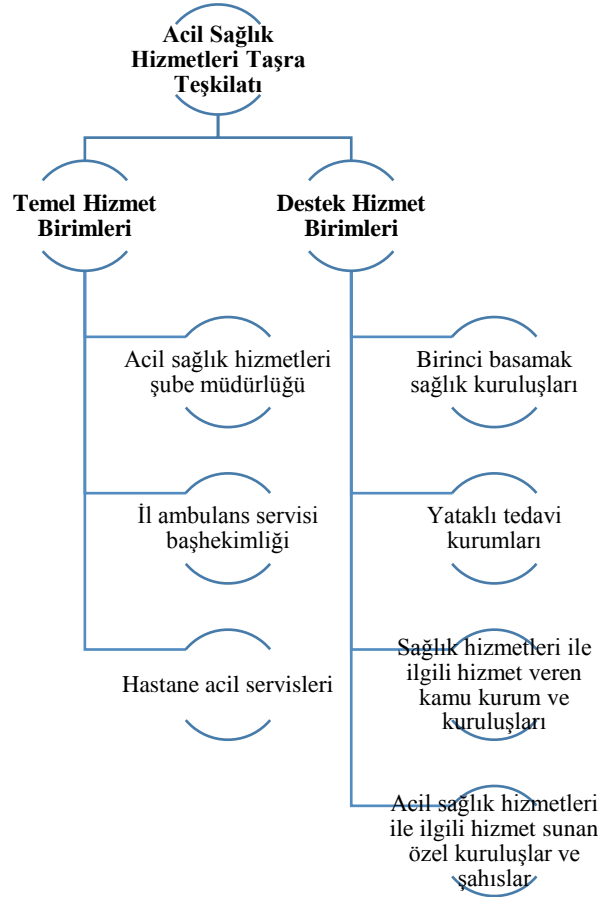 Acil Sağlık
Hizmetleri Taşra
Teşkilatı
Temel Hizmet
Birimleri
Acil sağlık hizmetleri
şube müdürlüğü
İl ambulans servisi
başhekimliği
Hastane acil servisleri
Destek Hizmet
Birimleri
Birinci basamak
sağlık kuruluşları
Yataklı tedavi
kurumları
Sağlık hizmetleri ile
ilgili hizmet veren
kamu kurum ve
kuruluşları
Acil sağlık hizmetleri
ile ilgili hizmet sunan
özel kuruluşlar ve
şahıslar